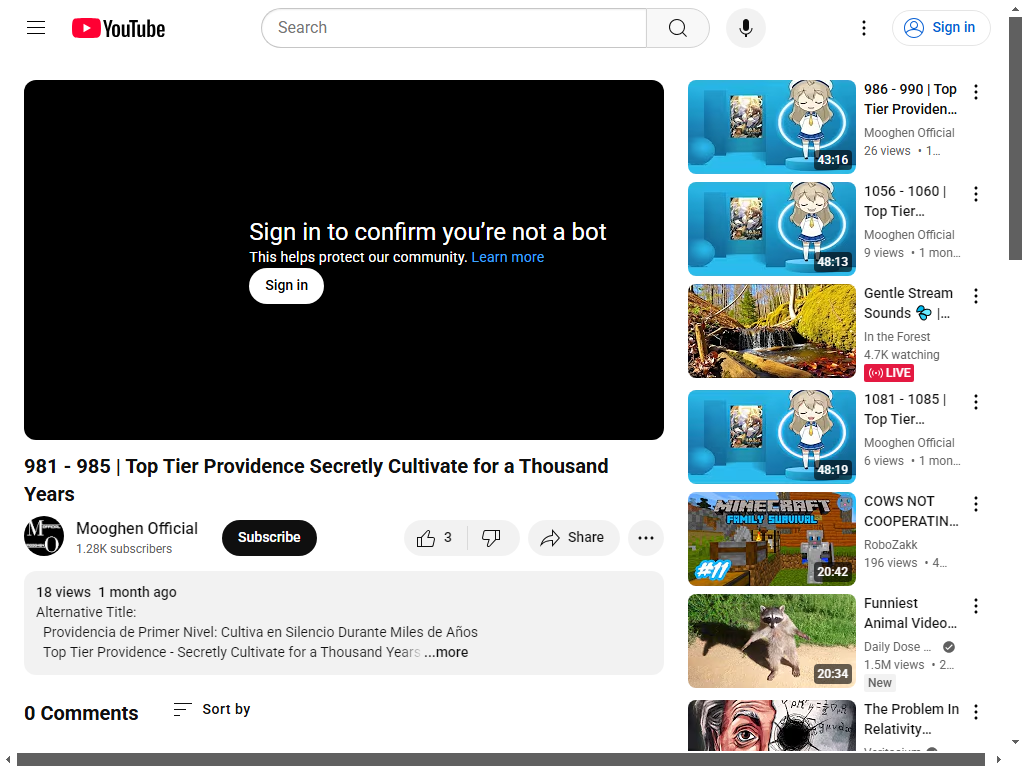 YouTube
Search
Sign in
Sign in to confirm you’re not a bot
This helps protect our community. Learn more
Sign in
981 - 985 | Top Tier Providence Secretly Cultivate for a Thousand
Years
Mooghen Official
1.28K subscribers
Subscribe
3
Share
18 views 1 month ago
Alternative Title:
Providencia de Primer Nivel: Cultiva en Silencio Durante Miles de Años
Top Tier Providence - Secretly Cultivate for a Thousand Years ...more
0 Comments
Sort by
43:16
986 - 990 | Top
Tier Providen…
Mooghen Official
26 views • 1…
48:13
1056 - 1060 |
Top Tier…
Mooghen Official
9 views • 1 mon…
Gentle Stream
Sounds |…
In the Forest
4.7K watching
LIVE
48:19
1081 - 1085 |
Top Tier…
Mooghen Official
6 views • 1 mon…
MINECRAFT
FAMILY SURVIVAL
#11
20:42
COWS NOT
COOPERATIN…
RoboZakk
196 views • 4…
20:34
Funniest
Animal Video…
Daily Dose …
1.5M views • 2…
New
The Problem In
Relativity…
Veritasium